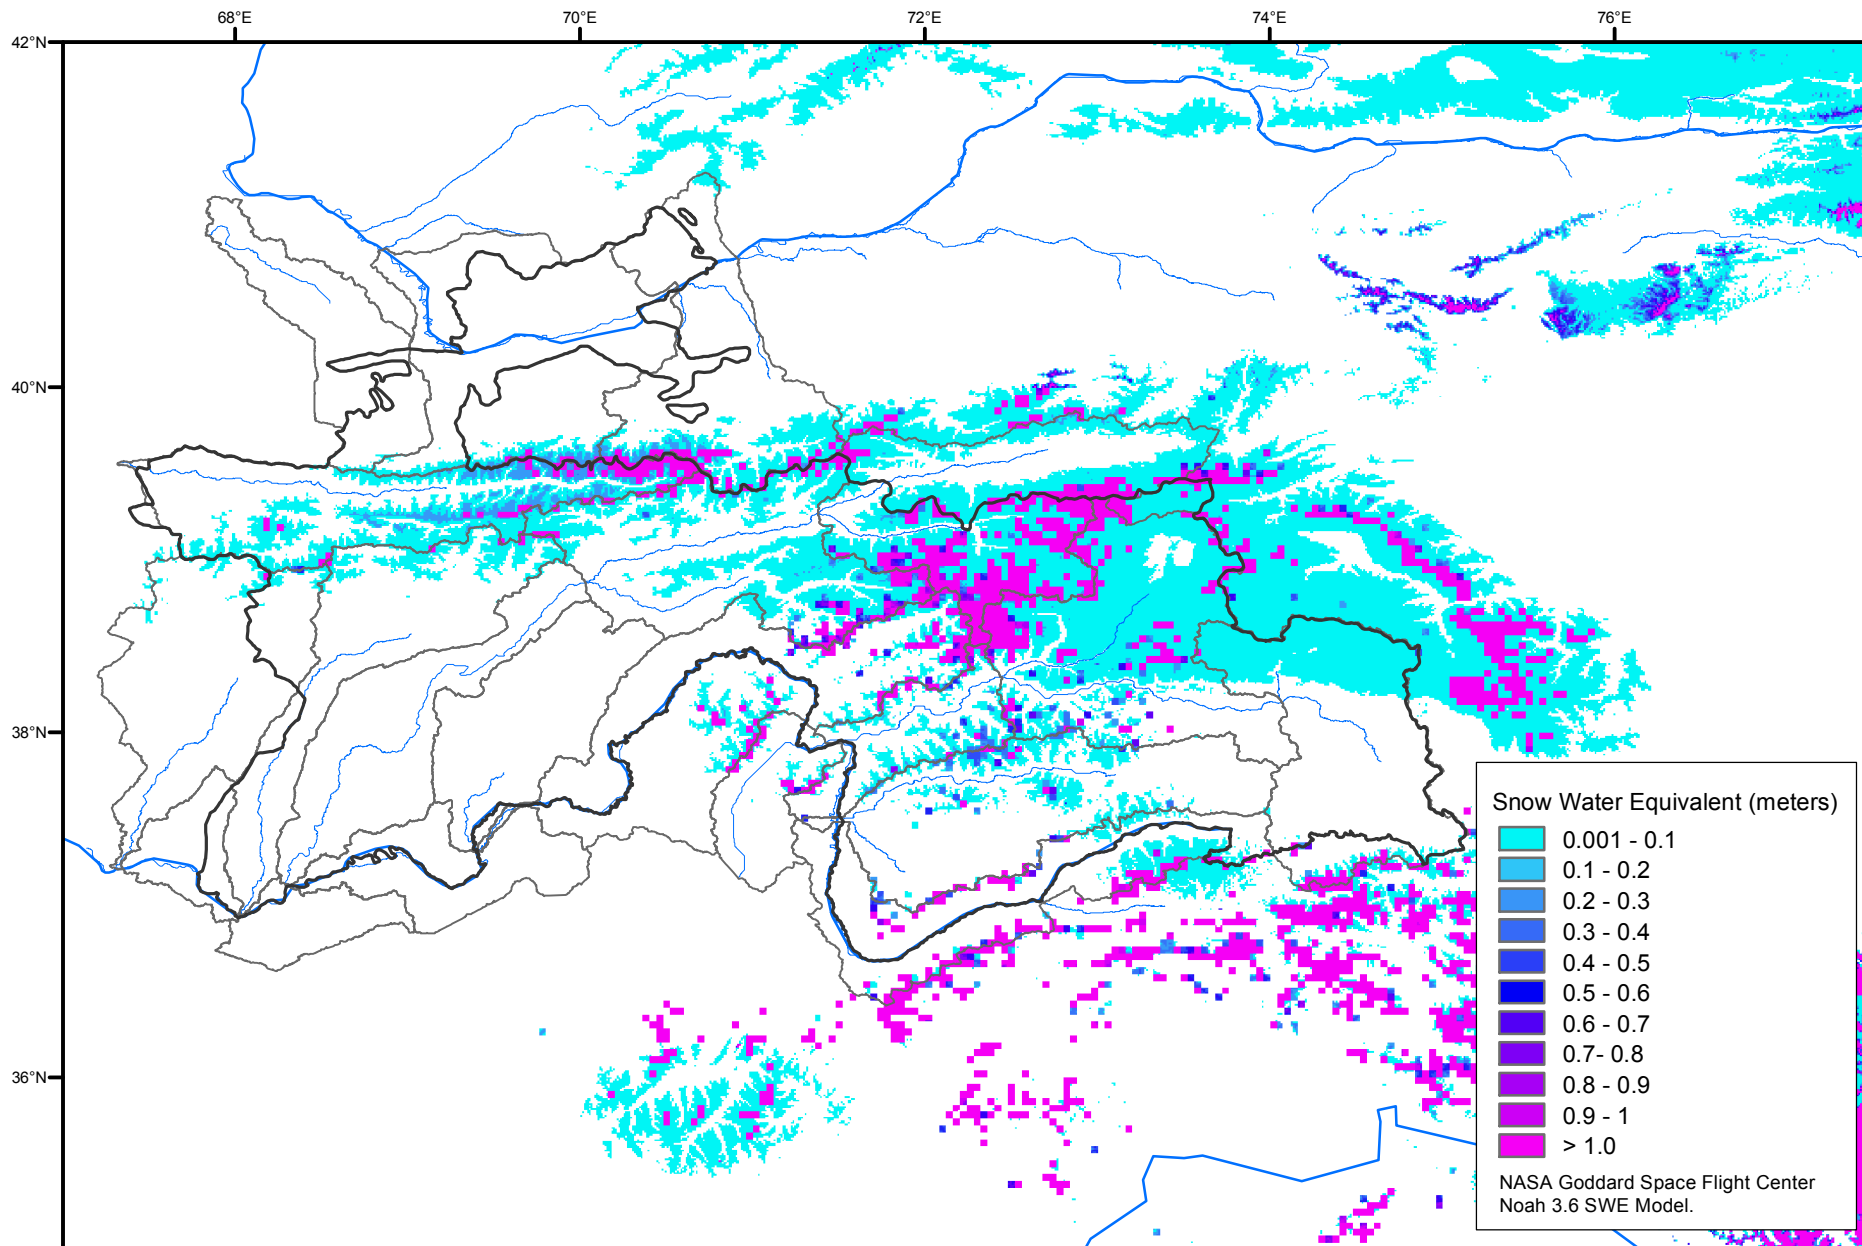 68°E
70°E
72°E
74°E
76°E
42°N
40°N
38°N
36°N
Snow Water Equivalent (meters)
0.001 - 0.1
0.1 - 0.2
0.2 - 0.3
0.3 - 0.4
0.4 - 0.5
0.5 - 0.6
0.6 - 0.7
0.7- 0.8
0.8 - 0.9
0.9 - 1
> 1.0
NASA Goddard Space Flight Center
Noah 3.6 SWE Model.